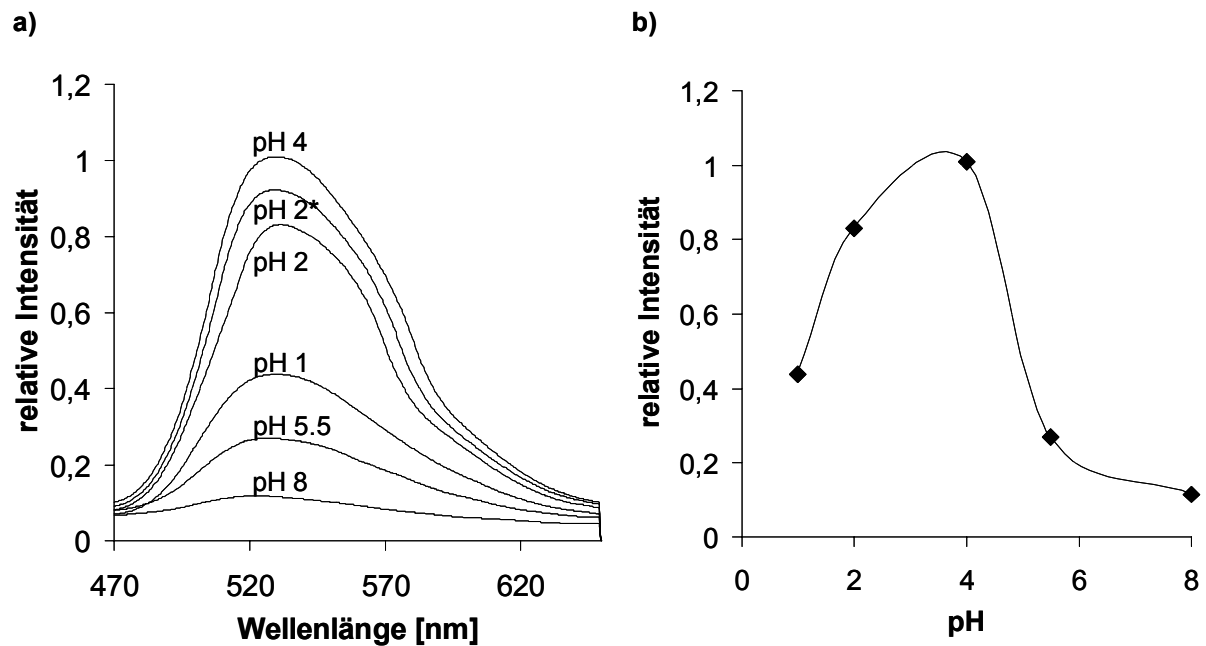 a)
relative Intensität
1,2
1
0,8
0,6
0,4
0,2
0
pH 4
pH 2*
pH 2
pH 1
pH 5.5
pH 8
470 520 570 620
Wellenlänge [nm]
b)
relative Intensität
1,2
1
0,8
0,6
0,4
0,2
0
0 2 4 6 8
pH